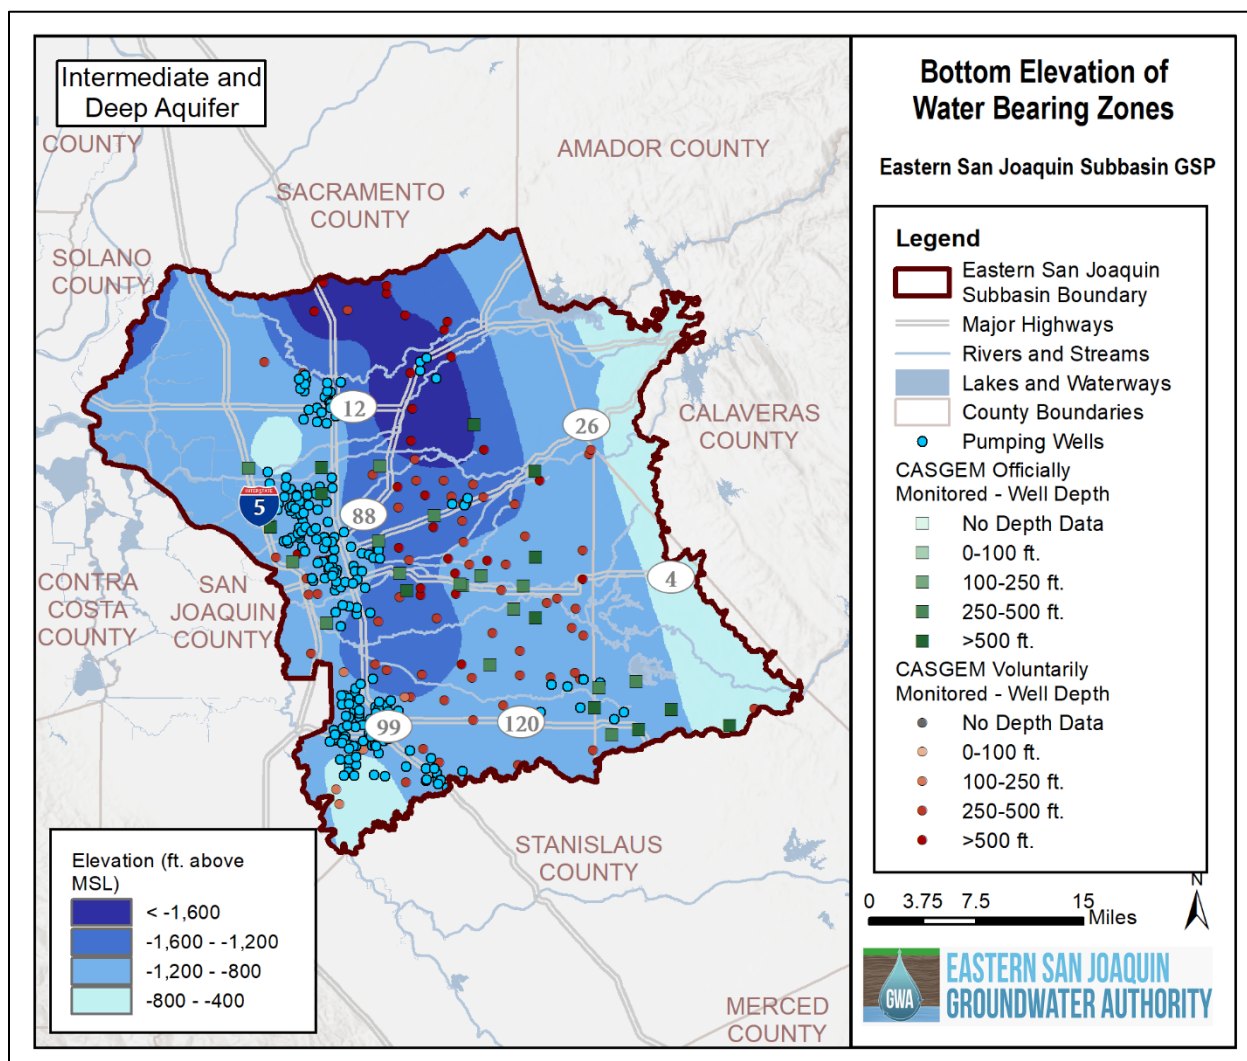 Intermediate and
Deep Aquifer
COUNTY
AMADOR COUNTY
SACRAMENTO
COUNTY
SOLANO
COUNTY
CALAVERAS
COUNTY
CONTRA
COSTA
COUNTY
SAN
JOAQUIN
COUNTY
STANISLAUS
COUNTY
MERCED
COUNTY
12
26
INTERSTATE
5
88
4
99
120
Elevation (ft. above
MSL)
< -1,600
-1,600 - -1,200
-1,200 - -800
-800 - -400
Bottom Elevation of
Water Bearing Zones
Eastern San Joaquin Subbasin GSP
Legend
Eastern San Joaquin
Subbasin Boundary
Major Highways
Rivers and Streams
Lakes and Waterways
County Boundaries
Pumping Wells
CASGEM Officially
Monitored - Well Depth
No Depth Data
0-100 ft.
100-250 ft.
250-500 ft.
>500 ft.
CASGEM Voluntarily
Monitored - Well Depth
No Depth Data
0-100 ft.
100-250 ft.
250-500 ft.
>500 ft.
N
0 3.75 7.5 15
Miles
GWA
EASTERN SAN JOAQUIN
GROUNDWATER AUTHORITY